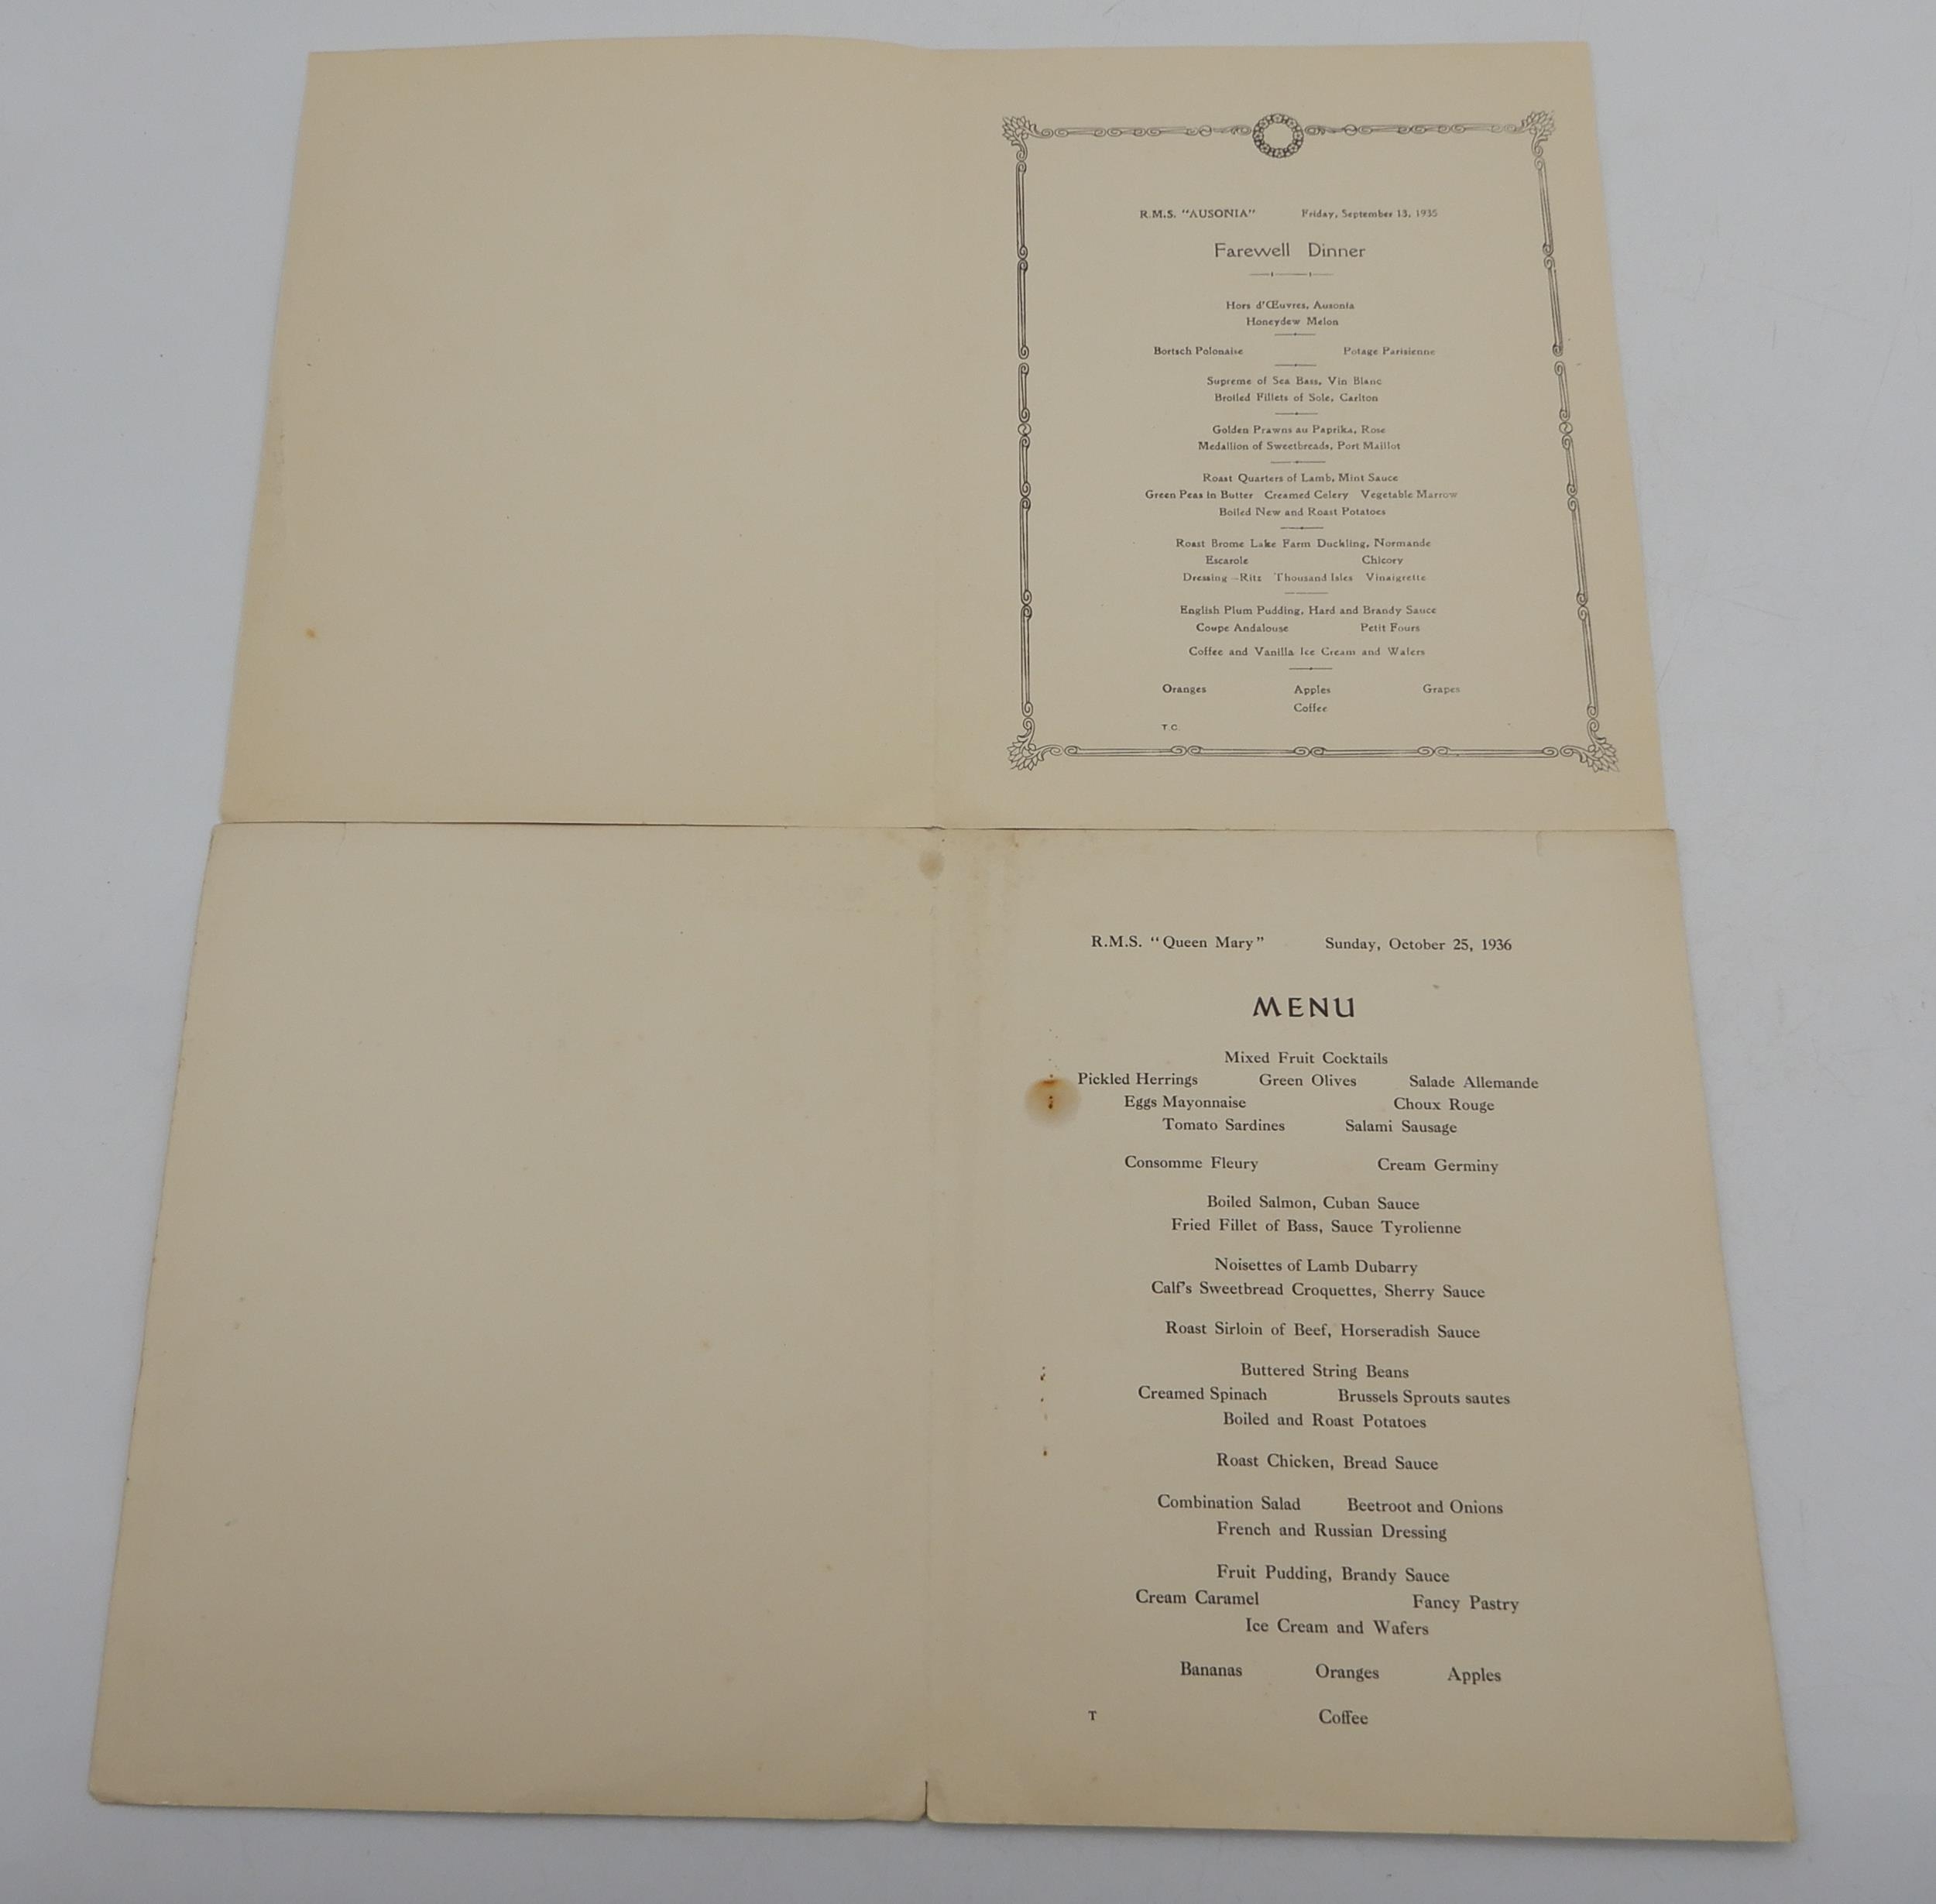 R.M.S. "AUSONIA" Friday, September 13, 1935
Farewell Dinner
Hors d'Œuvres, Ausonia
Honeydew Melon
Bortsch Polonaise Potage Parisienne
Supreme of Sea Bass, Vin Blanc
Broiled Fillets of Sole, Carlton
Golden Prawns au Paprika, Rose
Medallion of Sweetbreads, Port Maillot
Roast Quarters of Lamb, Mint Sauce
Green Peas in Butter Creamed Celery Vegetable Marrow
Boiled New and Roast Potatoes
Roast Brome Lake Farm Duckling, Normande
Escarole Chicory
Dressing—Ritz Thousand Isles Vinaigrette
English Plum Pudding, Hard and Brandy Sauce
Coupe Andalouse Petit Fours
Coffee and Vanilla Ice Cream and Wafers
Oranges Apples Grapes
Coffee
T.C.
R.M.S. "Queen Mary" Sunday, October 25, 1936
MENU
Mixed Fruit Cocktails
Pickled Herrings Green Olives Salade Allemande
Eggs Mayonnaise Choux Rouge
Tomato Sardines Salami Sausage
Consomme Fleury Cream Germiny
Boiled Salmon, Cuban Sauce
Fried Fillet of Bass, Sauce Tyrolienne
Noisettes of Lamb Dubarry
Calf's Sweetbread Croquettes, Sherry Sauce
Roast Sirloin of Beef, Horseradish Sauce
Buttered String Beans
Creamed Spinach Brussels Sprouts sautes
Boiled and Roast Potatoes
Roast Chicken, Bread Sauce
Combination Salad Beetroot and Onions
French and Russian Dressing
Fruit Pudding, Brandy Sauce
Cream Caramel Fancy Pastry
Ice Cream and Wafers
Bananas Oranges Apples
T Coffee